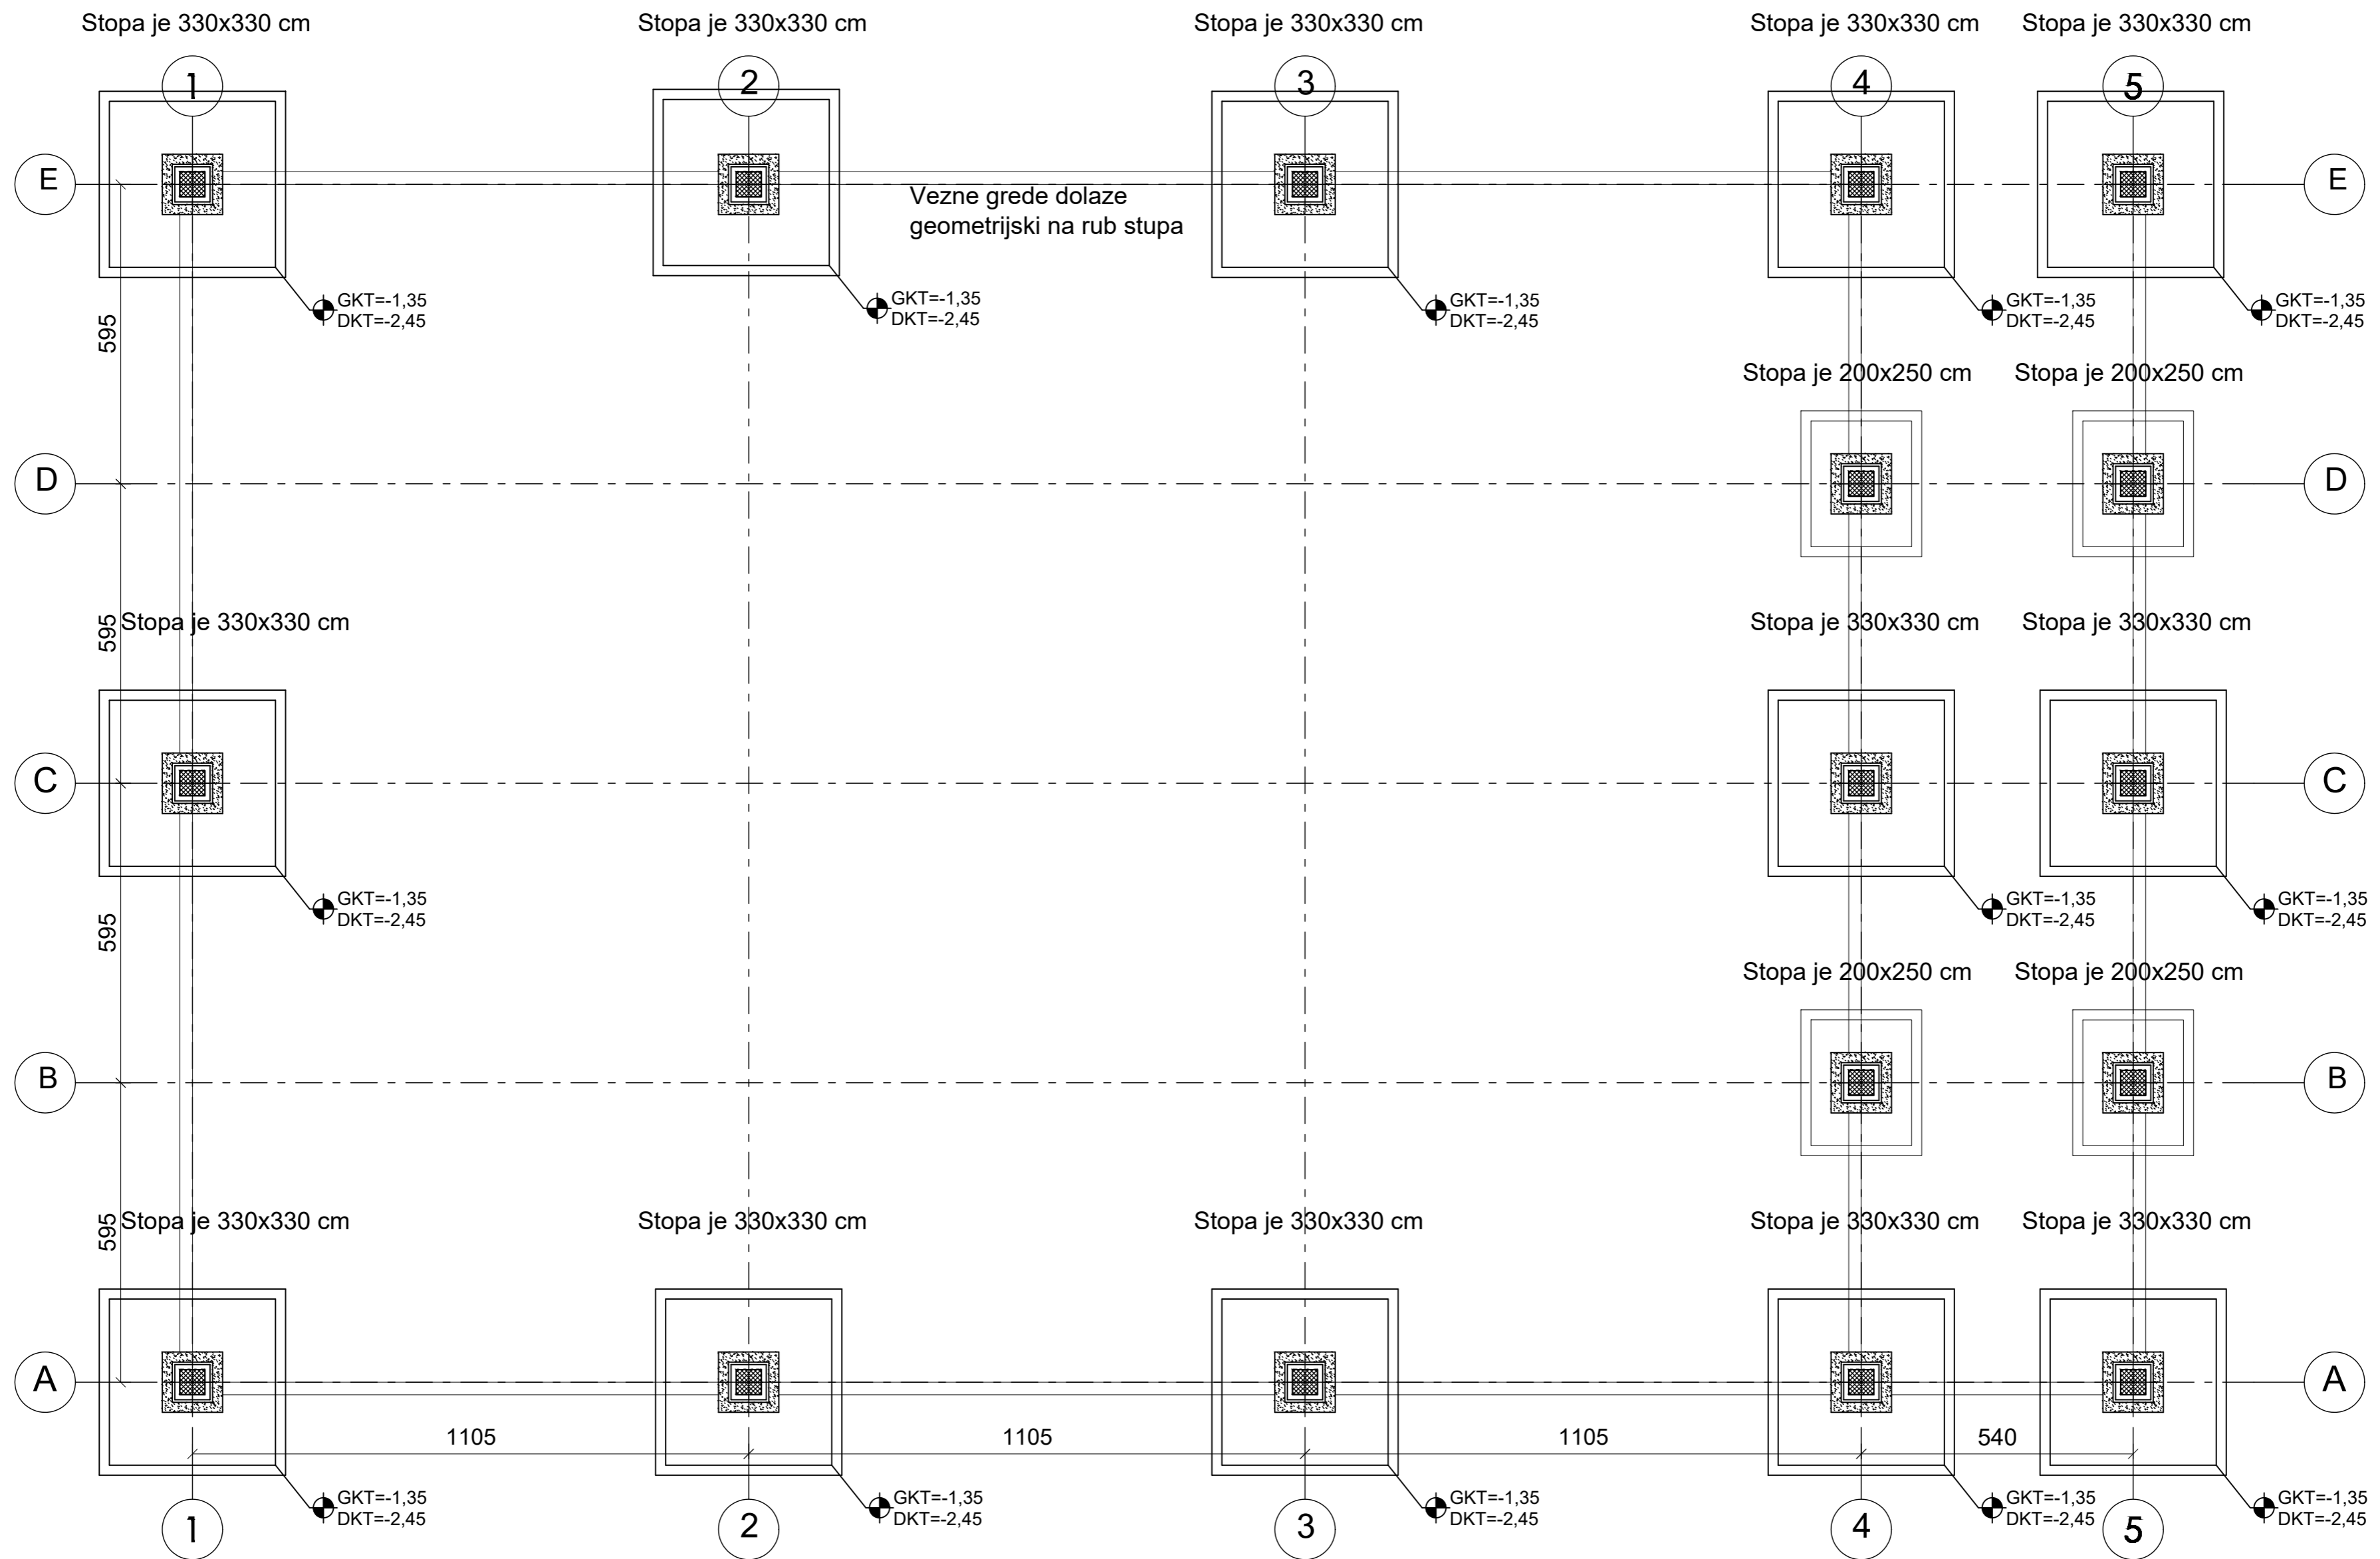 Stopa je 330x330 cm
Stopa je 330x330 cm
Stopa je 330x330 cm
Stopa je 330x330 cm
Stopa je 330x330 cm
1
2
3
4
5
E
E
Vezne grede dolaze
geometrijski na rub stupa
GKT=-1,35
DKT=-2,45
GKT=-1,35
DKT=-2,45
GKT=-1,35
DKT=-2,45
GKT=-1,35
DKT=-2,45
GKT=-1,35
DKT=-2,45
595
Stopa je 200x250 cm
Stopa je 200x250 cm
D
D
595
Stopa je 330x330 cm
Stopa je 330x330 cm
Stopa je 330x330 cm
C
C
GKT=-1,35
DKT=-2,45
GKT=-1,35
DKT=-2,45
GKT=-1,35
DKT=-2,45
595
Stopa je 200x250 cm
Stopa je 200x250 cm
B
B
595
Stopa je 330x330 cm
Stopa je 330x330 cm
Stopa je 330x330 cm
Stopa je 330x330 cm
Stopa je 330x330 cm
A
A
1105
1105
1105
540
GKT=-1,35
DKT=-2,45
GKT=-1,35
DKT=-2,45
GKT=-1,35
DKT=-2,45
GKT=-1,35
DKT=-2,45
GKT=-1,35
DKT=-2,45
1
2
3
4
5